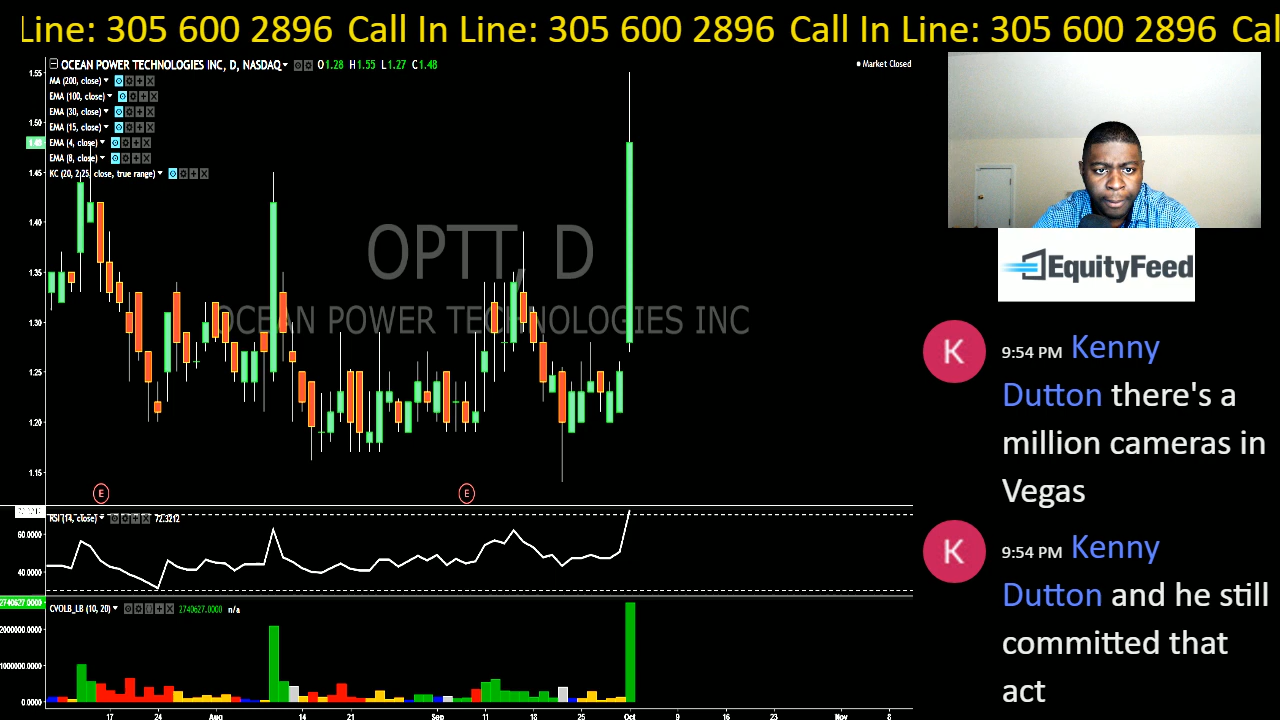 Line: 305 600 2896 Call In Line: 305 600 2896 Call In Line: 305 600 2896 Cal
OCEAN POWER TECHNOLOGIES INC, D, NASDAQ O1.28 H1.55 L1.27 C1.48
Market Closed
MA (200, close)
EMA (100, close)
EMA (30, close)
EMA (15, close)
EMA (4, close)
EMA (8, close)
KC (20, 2.25, close, true range)
1.55
1.50
1.48
1.45
1.40
1.35
1.30
1.25
1.20
1.15
OPTT, D
OCEAN POWER TECHNOLOGIES INC
E
E
RSI (14, close) 72.3212
60.0000
40.0000
2740627.0000
CVOLB_LB (10, 20) 2740627.0000 n/a
2000000.0000
1000000.0000
0.0000
17 24 Aug 14 21 Sep 11 18 25 Oct 9 16 23 Nov 8
EquityFeed
K
9:54 PM Kenny
Dutton there's a
million cameras in
Vegas
K
9:54 PM Kenny
Dutton and he still
committed that
act